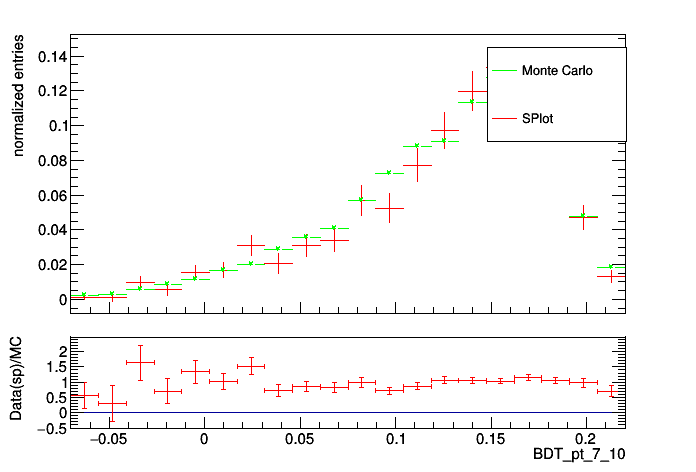 normalized entries
0.14
0.12
0.1
0.08
0.06
0.04
0.02
0
Monte Carlo
SPlot
Data(sp)/MC
2
1.5
1
0.5
0
−0.5
−0.05 0 0.05 0.1 0.15 0.2
BDT_pt_7_10